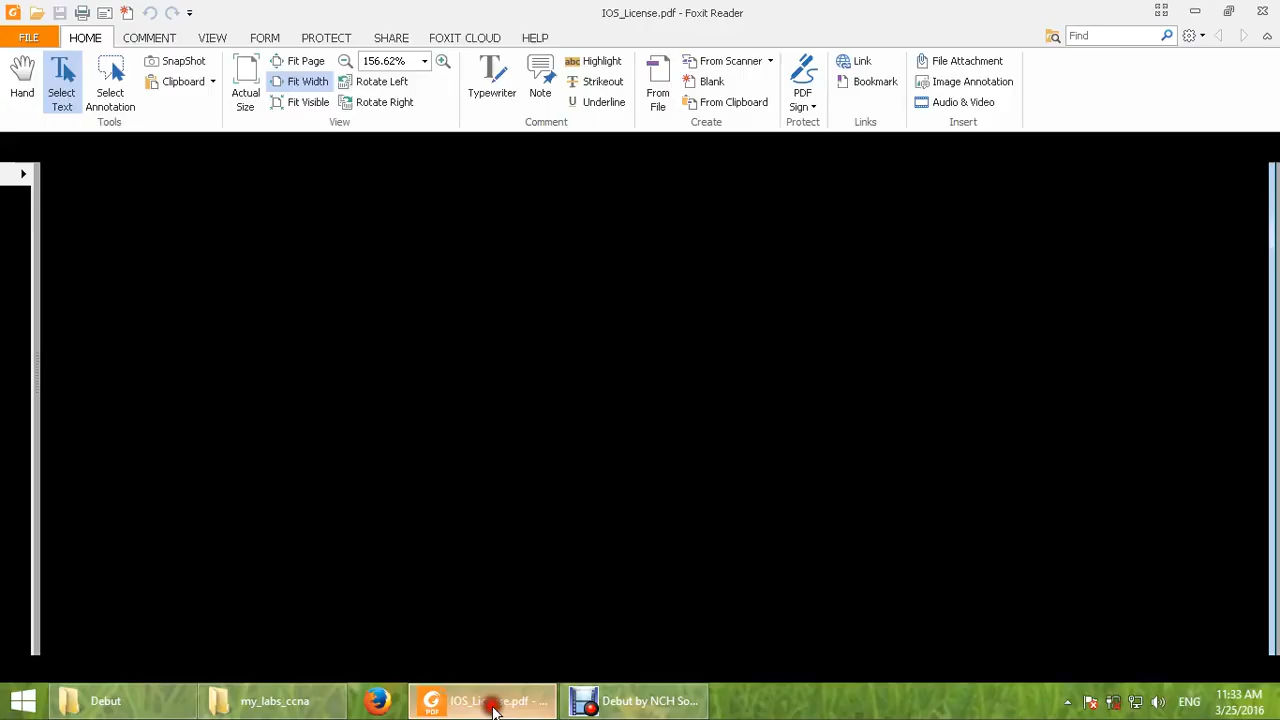 IOS_License.pdf - Foxit Reader
FILE HOME COMMENT VIEW FORM PROTECT SHARE FOXIT CLOUD HELP
Find
Hand
Select Text
Select Annotation
SnapShot
Clipboard
Tools
Actual Size
Fit Page
Fit Width
Fit Visible
156.62%
Rotate Left
Rotate Right
View
Typewriter
Note
abc Highlight
Strikeout
U Underline
Comment
From File
From Scanner
Blank
From Clipboard
Create
PDF Sign
Protect
Link
Bookmark
Links
File Attachment
Image Annotation
Audio & Video
Insert
Debut
my_labs_ccna
PDF
Debut by NCH So...
ENG
11:33 AM
3/25/2016